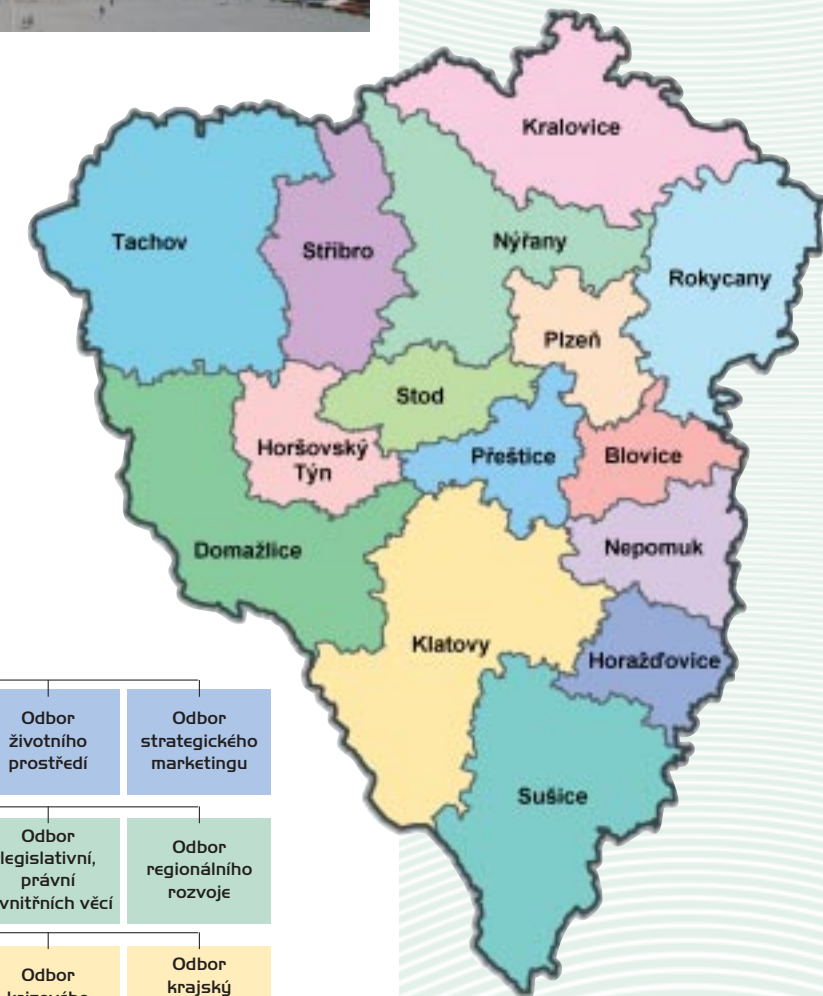 Kralovice
Tachov
Stříbro
Nýřany
Rokycany
Plzeň
Stod
Horšovský
Týn
Přeštice
Blovice
Domažlice
Nepomuk
Klatovy
Horažďovice
Sušice
Odbor
životního
prostředí
Odbor
strategického
marketingu
Odbor
legislativní,
právní
vnitřních věcí
Odbor
regionálního
rozvoje
Odbor
Odbor
krajský